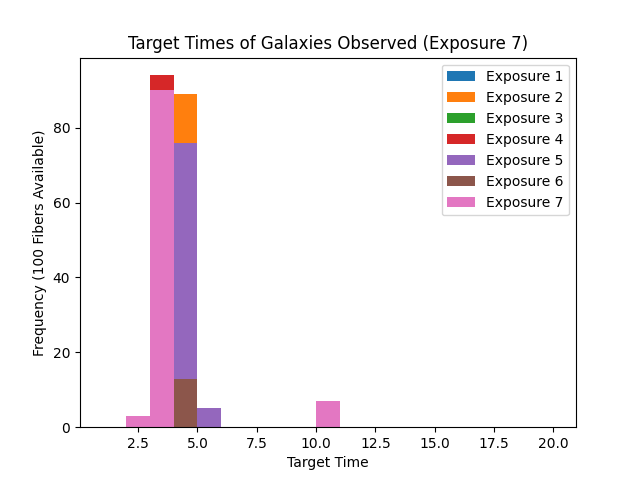 Target Times of Galaxies Observed (Exposure 7)
Exposure 1
Exposure 2
Exposure 3
Exposure 4
Exposure 5
Exposure 6
Exposure 7
Frequency (100 Fibers Available)
80
60
40
20
0
2.5 5.0 7.5 10.0 12.5 15.0 17.5 20.0
Target Time